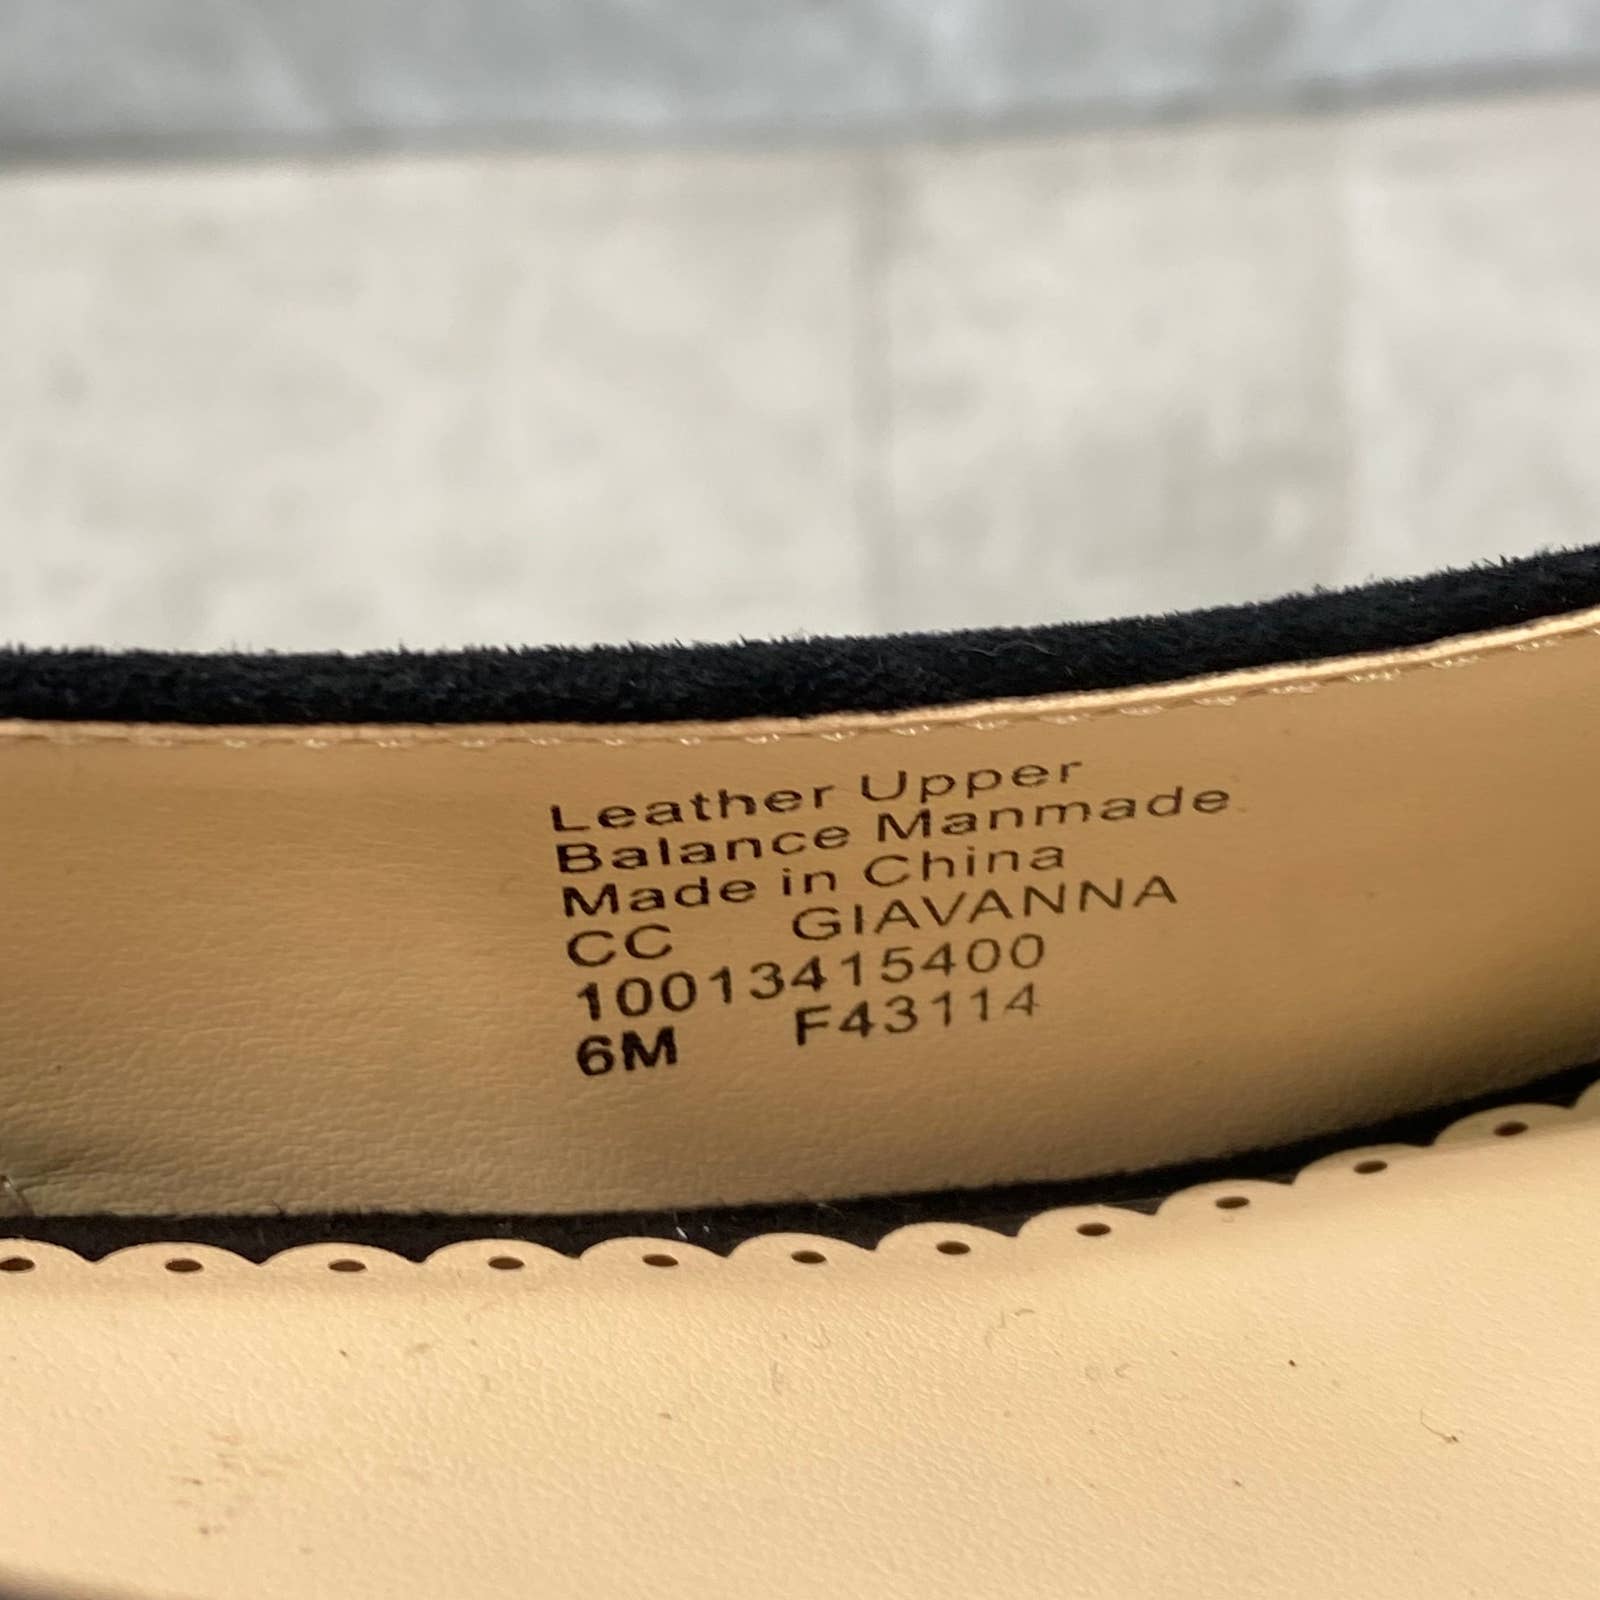 Leather Upper
Balance Manmade
Made in China
CC GIAVANNA
10013415400
6M F43114